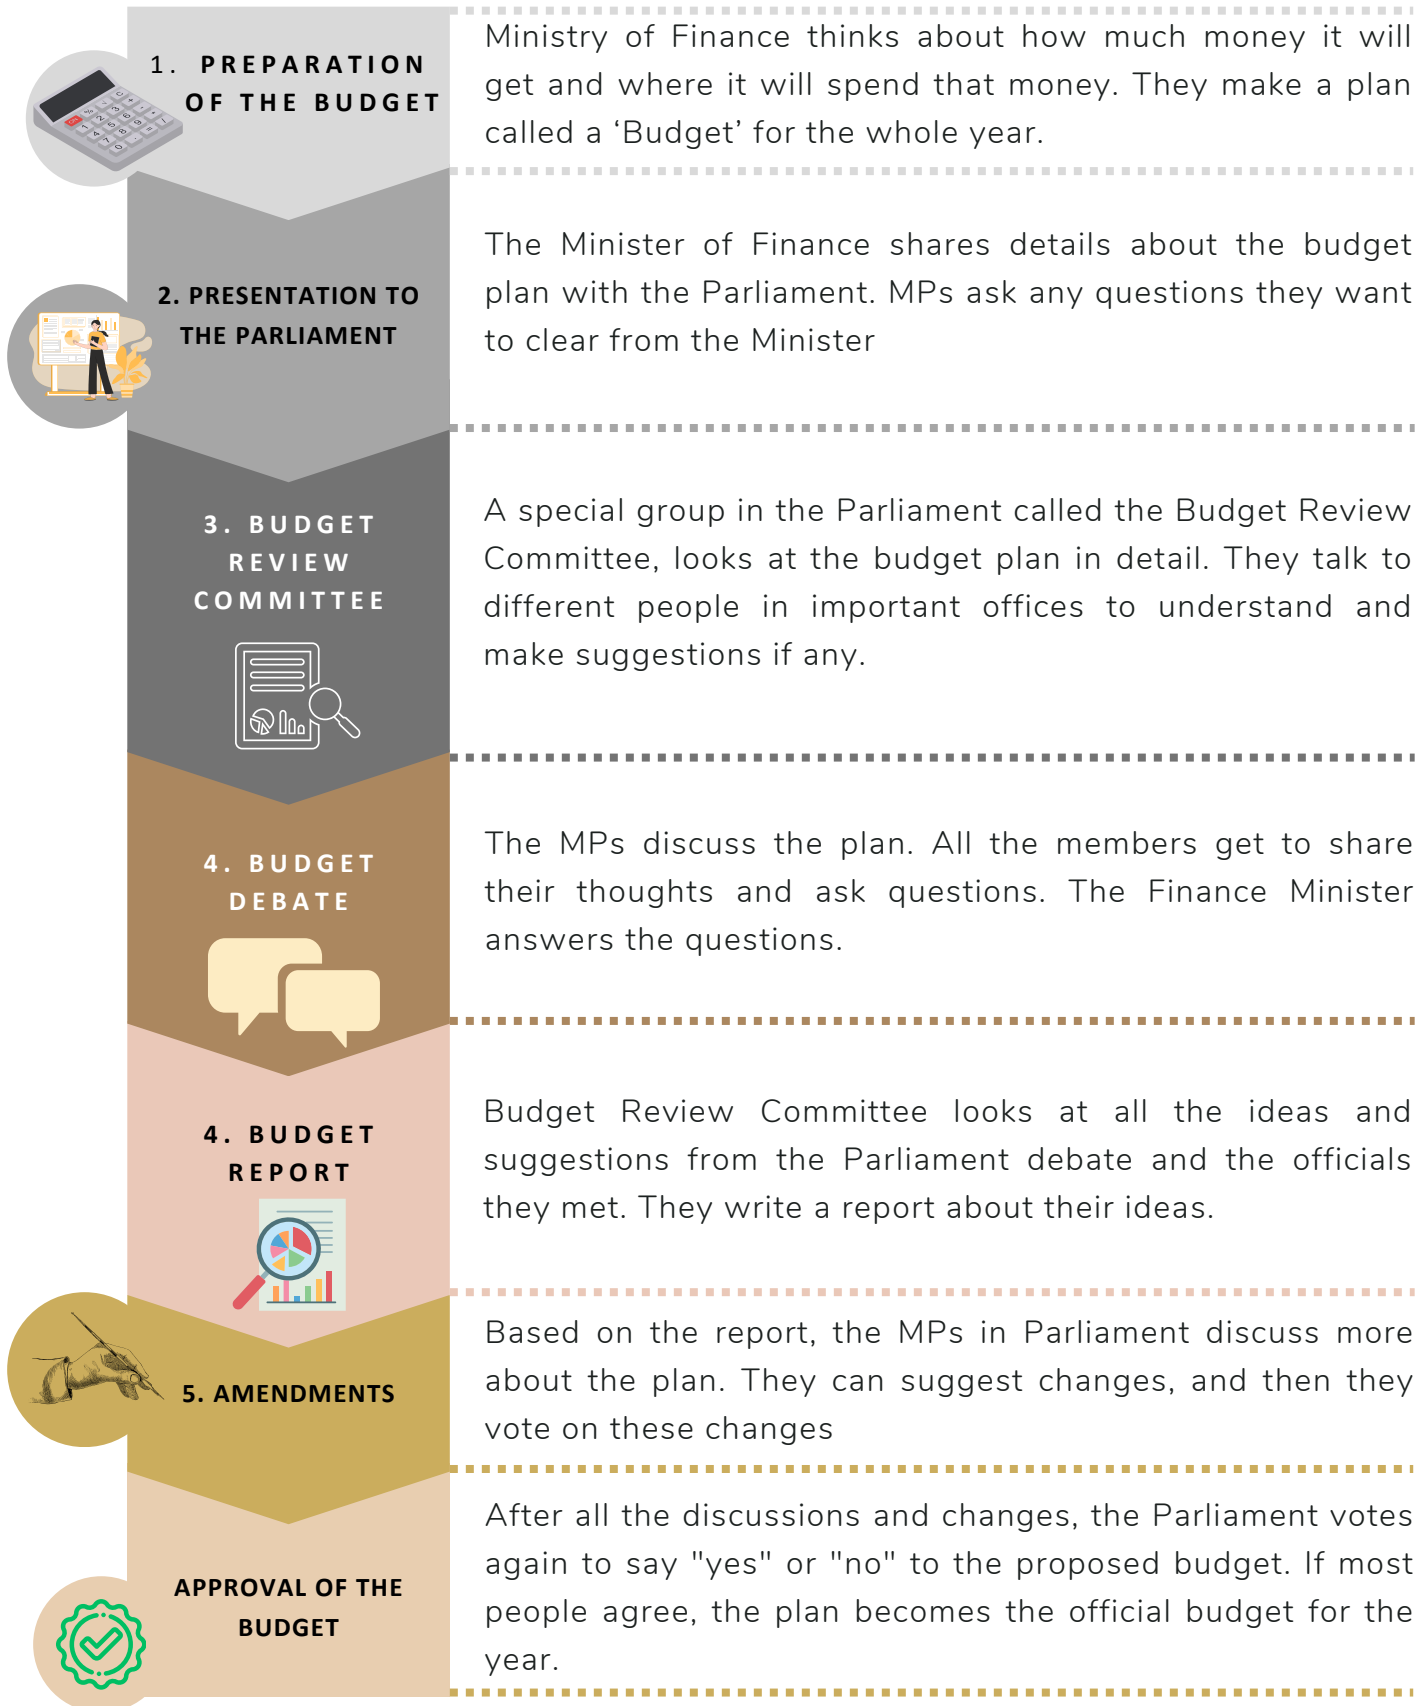 1. PREPARATION
OF THE BUDGET
Ministry of Finance thinks about how much money it will
get and where it will spend that money. They make a plan
called a ‘Budget’ for the whole year.
2. PRESENTATION TO
THE PARLIAMENT
The Minister of Finance shares details about the budget
plan with the Parliament. MPs ask any questions they want
to clear from the Minister
3. BUDGET
REVIEW
COMMITTEE
A special group in the Parliament called the Budget Review
Committee, looks at the budget plan in detail. They talk to
different people in important offices to understand and
make suggestions if any.
4. BUDGET
DEBATE
The MPs discuss the plan. All the members get to share
their thoughts and ask questions. The Finance Minister
answers the questions.
4. BUDGET
REPORT
Budget Review Committee looks at all the ideas and
suggestions from the Parliament debate and the officials
they met. They write a report about their ideas.
5. AMENDMENTS
Based on the report, the MPs in Parliament discuss more
about the plan. They can suggest changes, and then they
vote on these changes
APPROVAL OF THE
BUDGET
After all the discussions and changes, the Parliament votes
again to say "yes" or "no" to the proposed budget. If most
people agree, the plan becomes the official budget for the
year.